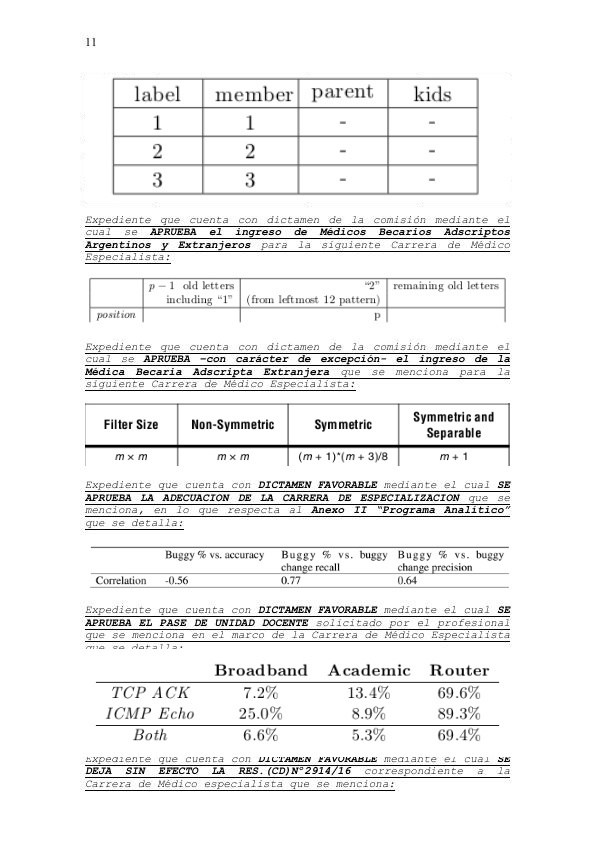 11
label member parent kids
1 1 - -
2 2 - -
3 3 - -
Expediente que cuenta con dictamen de la comisión mediante el
cual se APRUEBA el ingreso de Médicos Becarios Adscriptos
Argentinos y Extranjeros para la siguiente Carrera de Médico
Especialista:
p − 1 old letters “2” remaining old letters
including “1” (from leftmost 12 pattern)
position p
Expediente que cuenta con dictamen de la comisión mediante el
cual se APRUEBA –con carácter de excepción- el ingreso de la
Médica Becaria Adscripta Extranjera que se menciona para la
siguiente Carrera de Médico Especialista:
Filter Size Non-Symmetric Symmetric Symmetric and
Separable
m × m m × m (m + 1)*(m + 3)/8 m + 1
Expediente que cuenta con DICTAMEN FAVORABLE mediante el cual SE
APRUEBA LA ADECUACION DE LA CARRERA DE ESPECIALIZACION que se
menciona, en lo que respecta al Anexo II “Programa Analítico”
que se detalla:
Buggy % vs. accuracy Buggy % vs. buggy Buggy % vs. buggy
change recall change precision
Correlation -0.56 0.77 0.64
Expediente que cuenta con DICTAMEN FAVORABLE mediante el cual SE
APRUEBA EL PASE DE UNIDAD DOCENTE solicitado por el profesional
que se menciona en el marco de la Carrera de Médico Especialista
que se detalla:
Broadband Academic Router
TCP ACK 7.2% 13.4% 69.6%
ICMP Echo 25.0% 8.9% 89.3%
Both 6.6% 5.3% 69.4%
Expediente que cuenta con DICTAMEN FAVORABLE mediante el cual SE
DEJA SIN EFECTO LA RES.(CD)N°2914/16 correspondiente a la
Carrera de Médico especialista que se menciona: